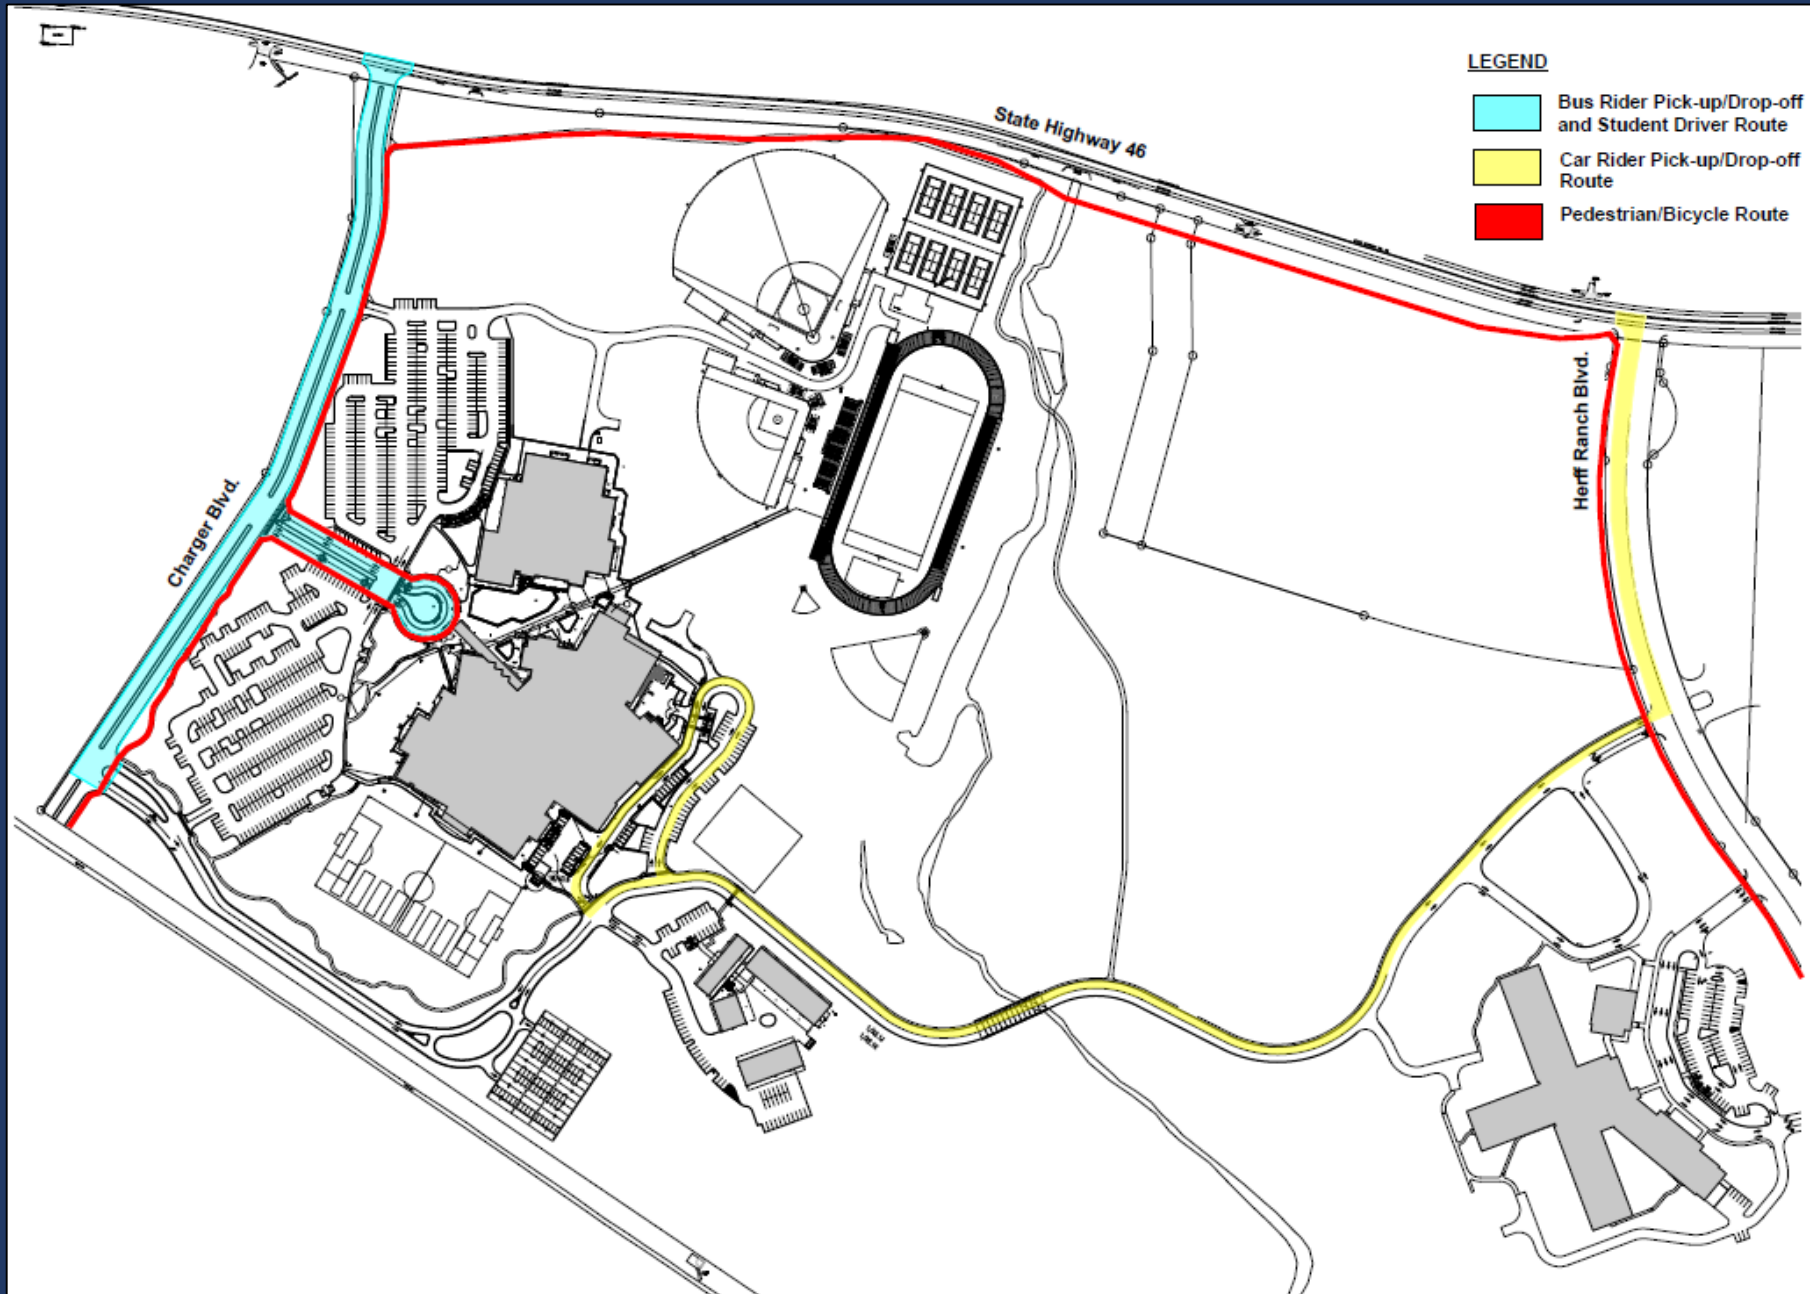 LEGEND
Bus Rider Pick-up/Drop-off
and Student Driver Route
Car Rider Pick-up/Drop-off
Route
Pedestrian/Bicycle Route
State Highway 46
Herff Ranch Blvd.
Charger Blvd.